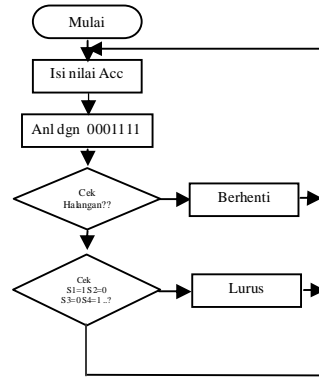 Mulai
Isi nilai Acc
Anl dgn 0001111
Cek
Halangan??
Berhenti
Cek
S1=1 S2=0
S3=0 S4=1 ..?
Lurus